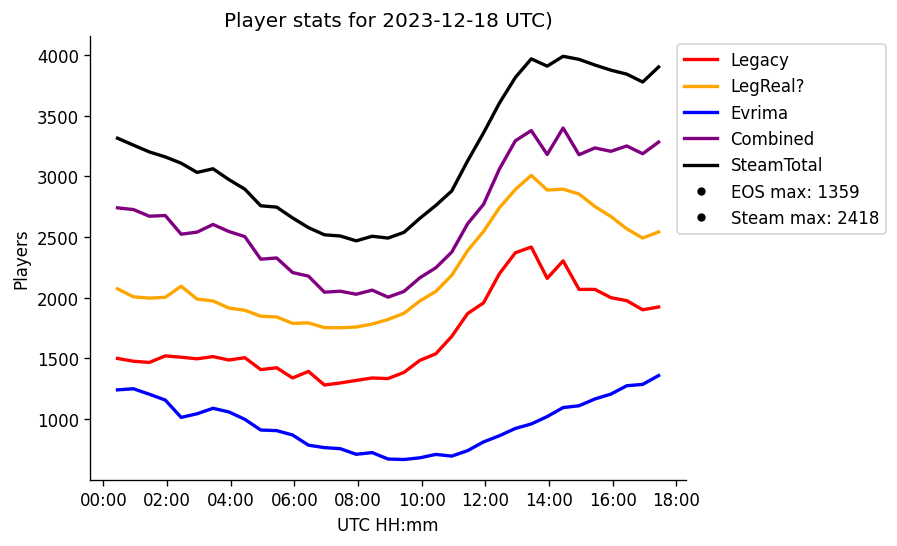 Player stats for 2023-12-18 UTC)
Players
4000
3500
3000
2500
2000
1500
1000
00:00 02:00 04:00 06:00 08:00 10:00 12:00 14:00 16:00 18:00
UTC HH:mm
Legacy
LegReal?
Evrima
Combined
SteamTotal
EOS max: 1359
Steam max: 2418